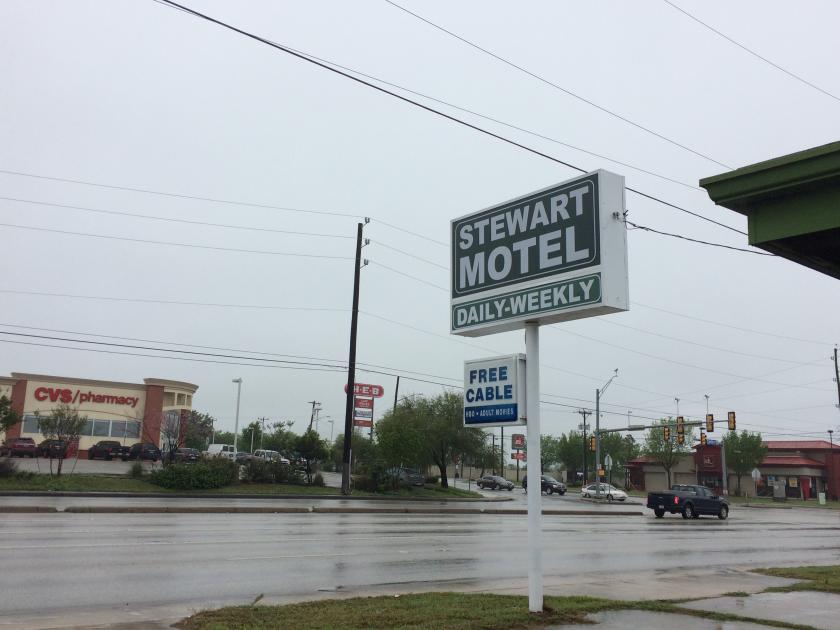 STEWART
MOTEL
DAILY-WEEKLY
FREE
CABLE
HBO • ADULT MOVIES
CVS/pharmacy
H-E-B